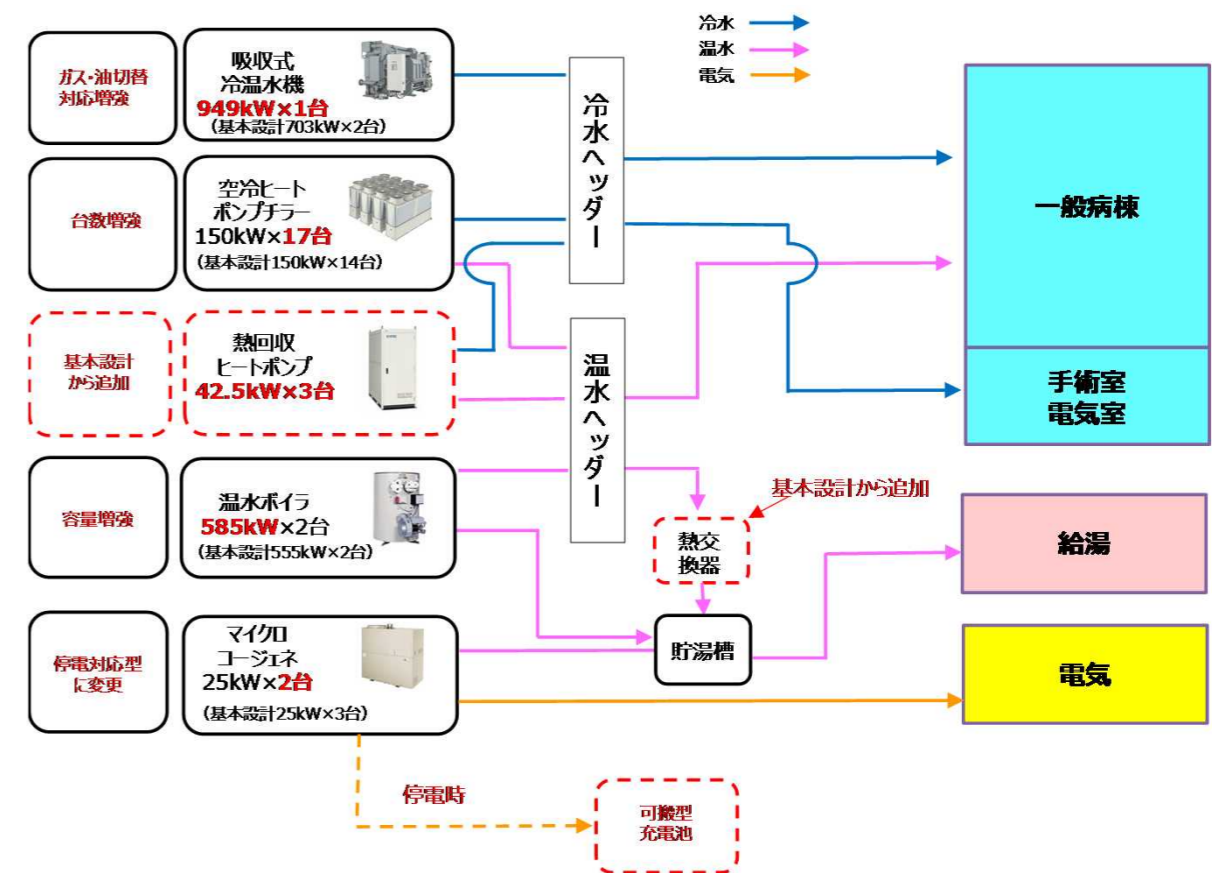 冷水
温水
電気
ガス・油切替
対応増強
吸収式
冷温水機
949kW×1台
（基本設計703kW×2台）
冷水ヘッダー
一般病棟
台数増強
空冷ヒート
ポンプチラー
150kW×17台
（基本設計150kW×14台）
基本設計
から追加
熱回収
ヒートポンプ
42.5kW×3台
温水ヘッダー
手術室
電気室
容量増強
温水ボイラ
585kW×2台
（基本設計555kW×2台）
基本設計から追加
熱交
換器
給湯
停電対応型
に変更
マイクロ
コージェネ
25kW×2台
（基本設計25kW×3台）
貯湯槽
電気
停電時
可搬型
充電池